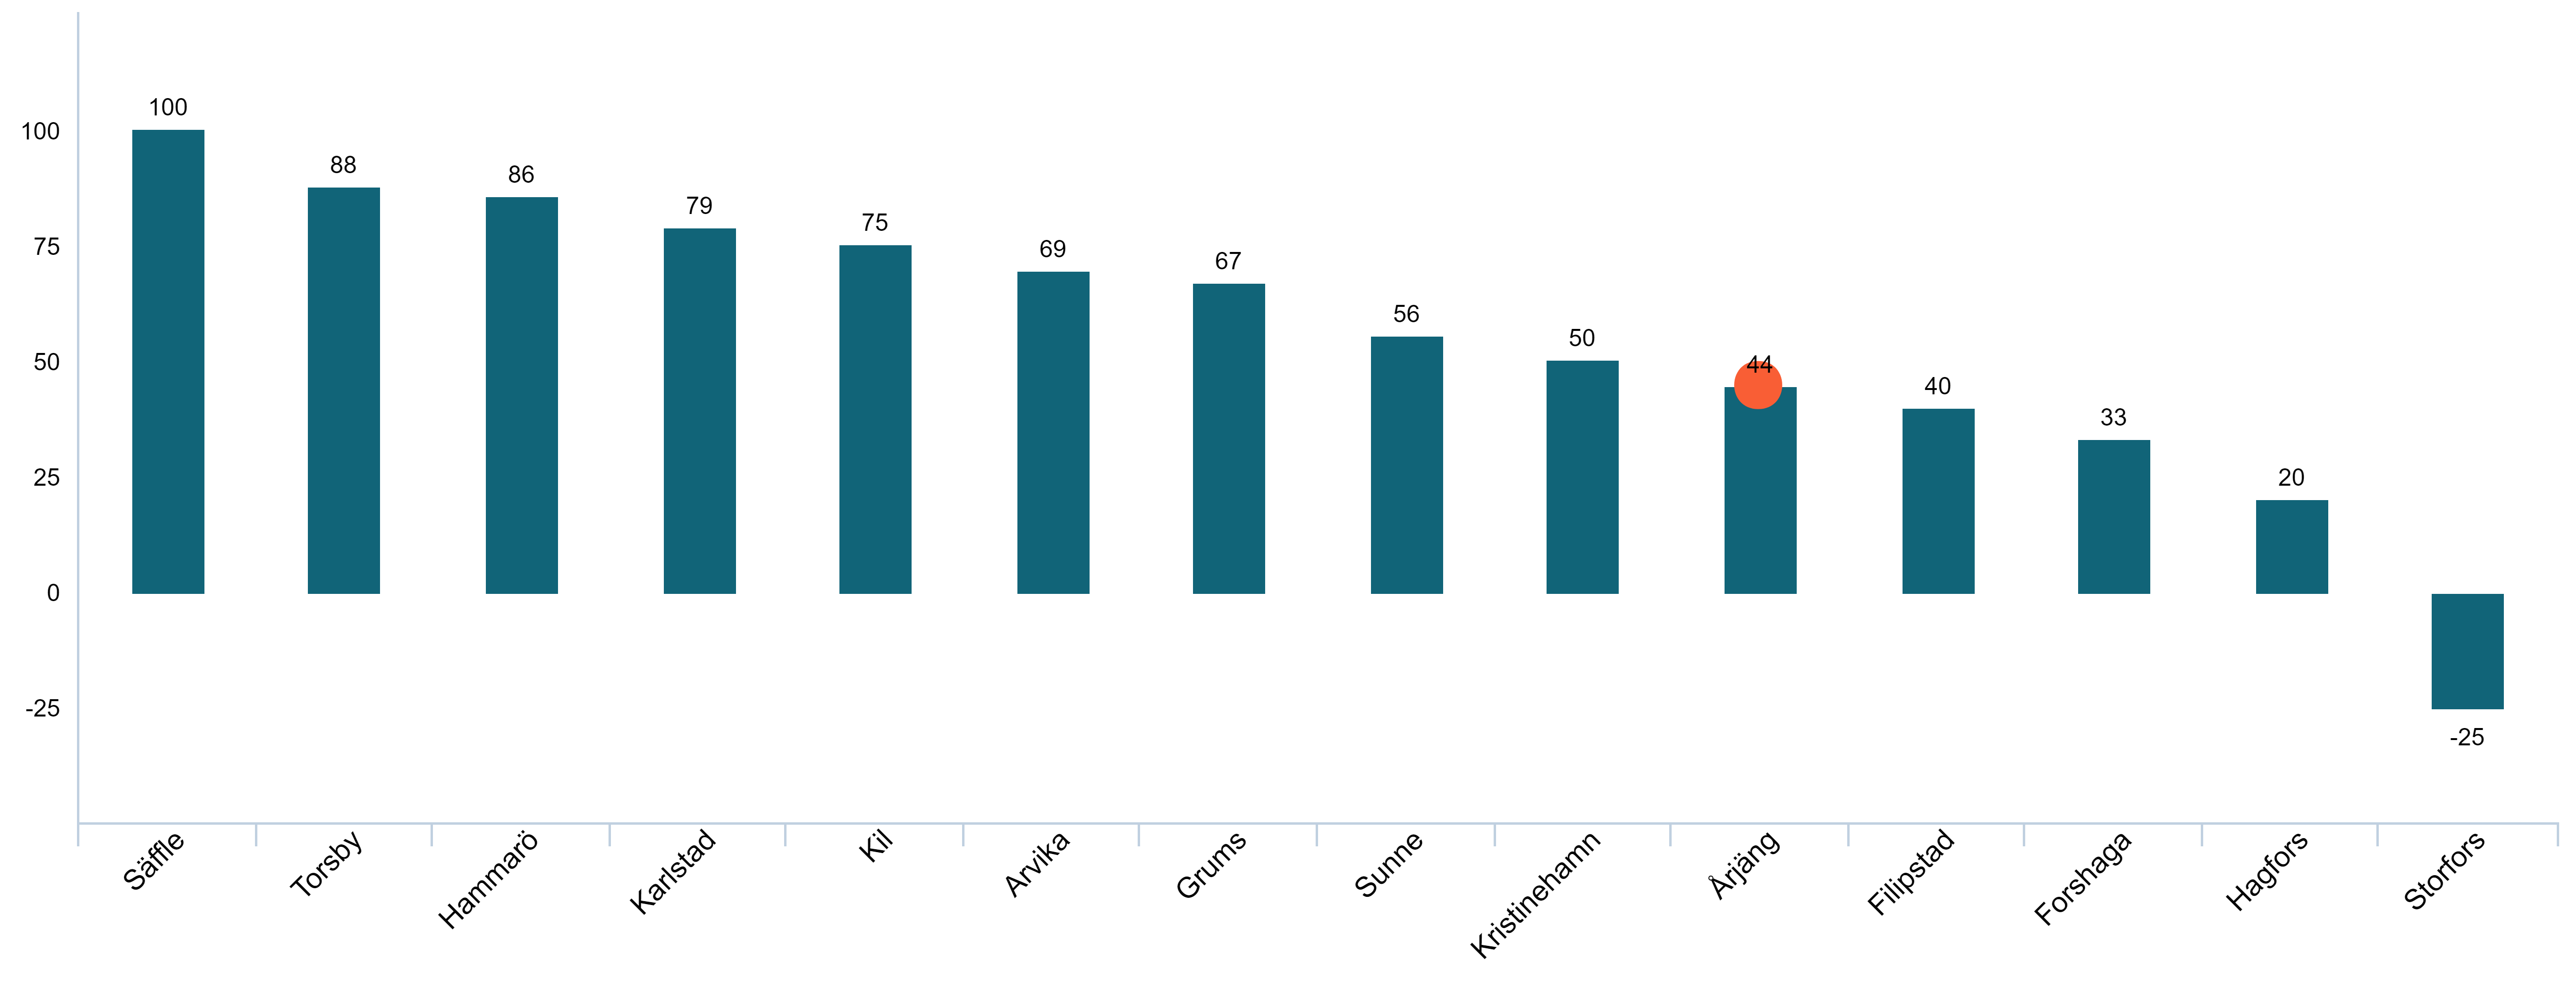 100
75
50
25
0
-25
100
88
86
79
75
69
67
56
50
44
40
33
20
-25
Säffle
Torsby
Hammarö
Karlstad
Kil
Arvika
Grums
Sunne
Kristinehamn
Årjäng
Filipstad
Forshaga
Hagfors
Storfors